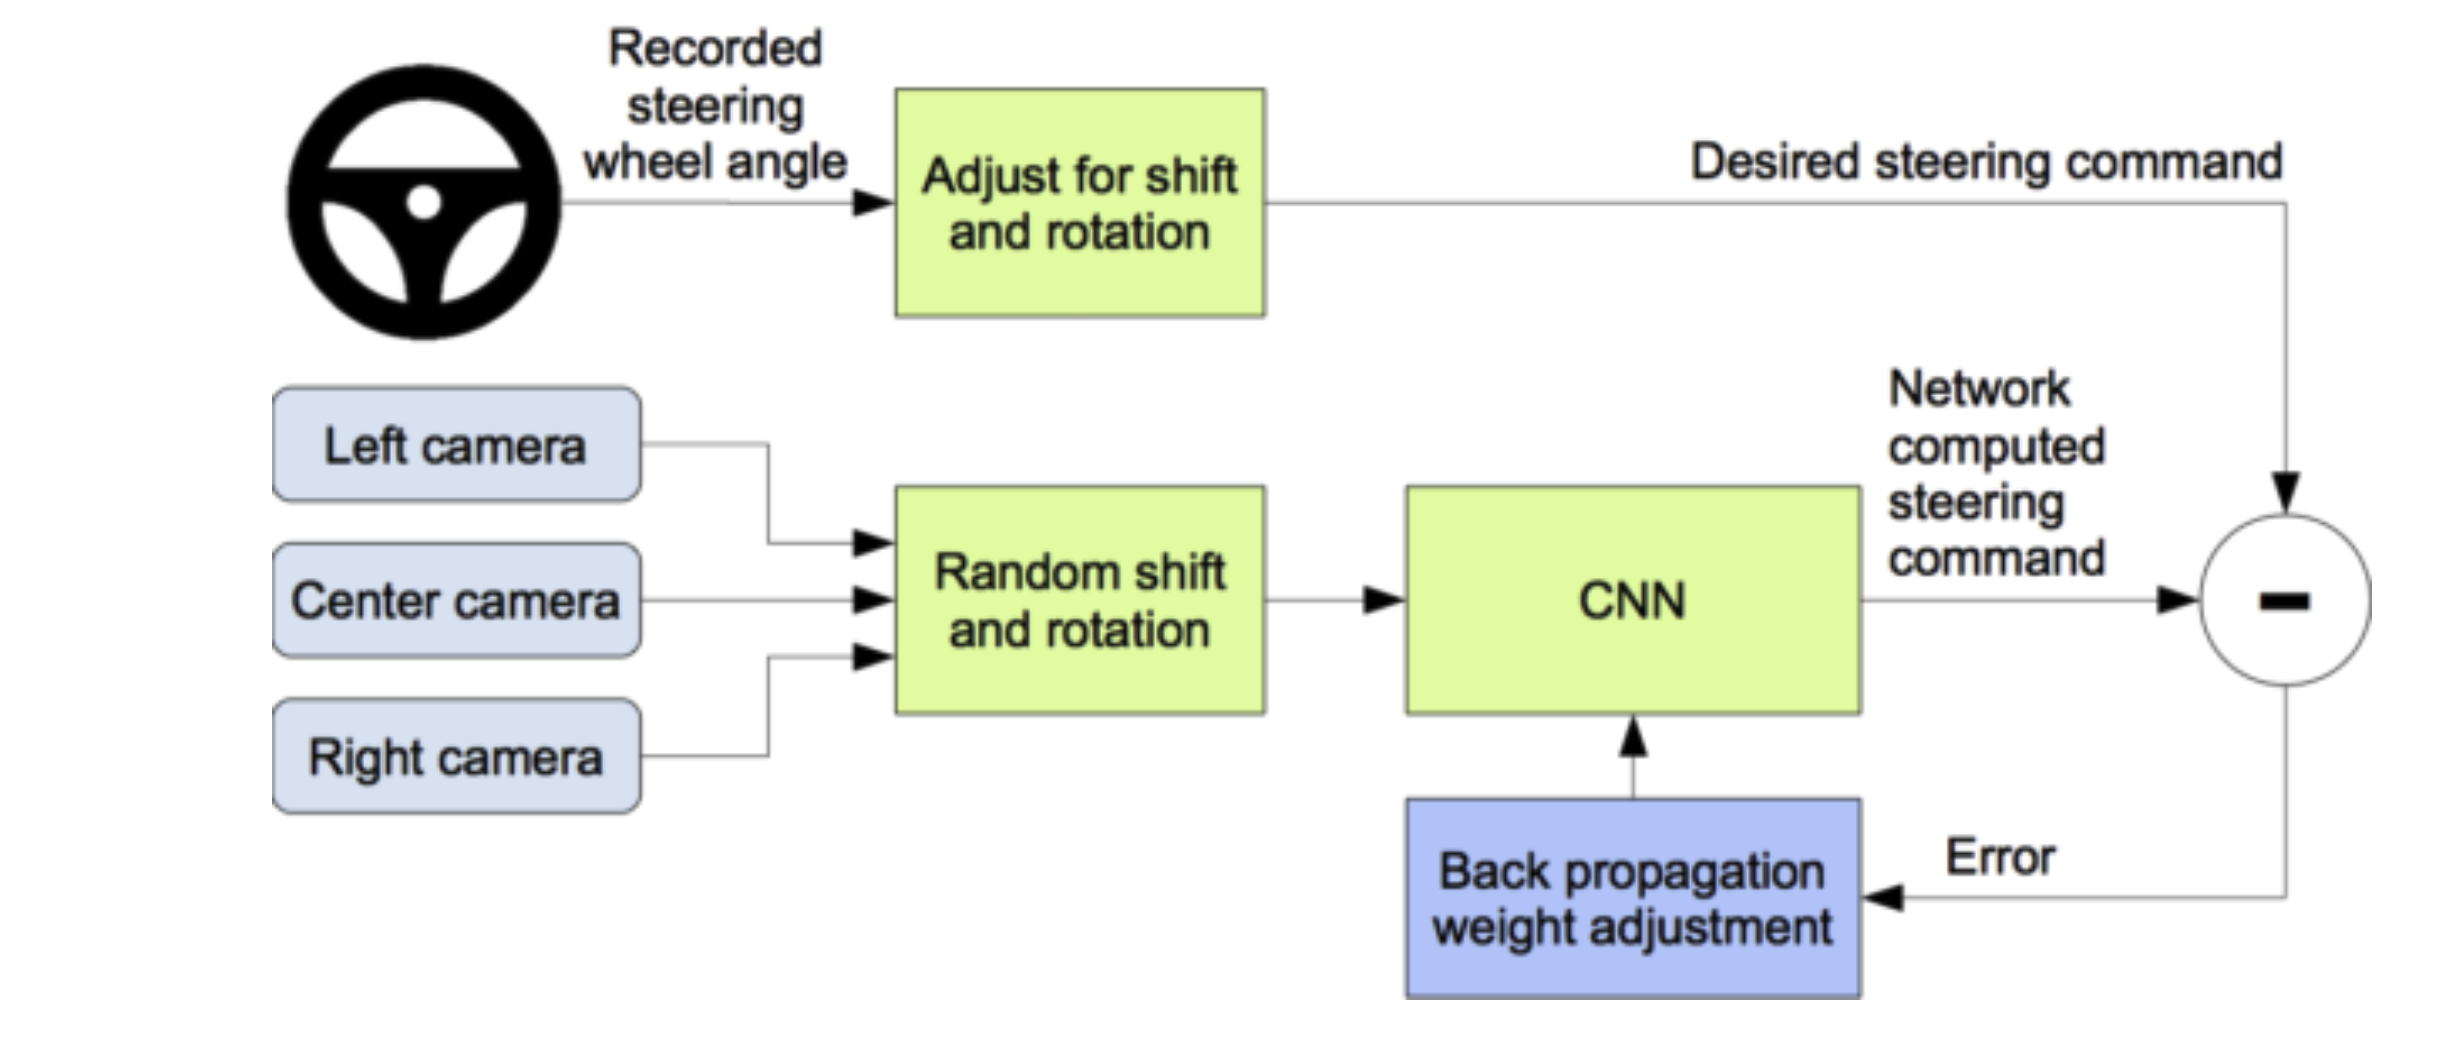 Recorded
steering
wheel angle
Adjust for shift
and rotation
Desired steering command
Left camera
Center camera
Right camera
Random shift
and rotation
CNN
Network
computed
steering
command
-
Back propagation
weight adjustment
Error